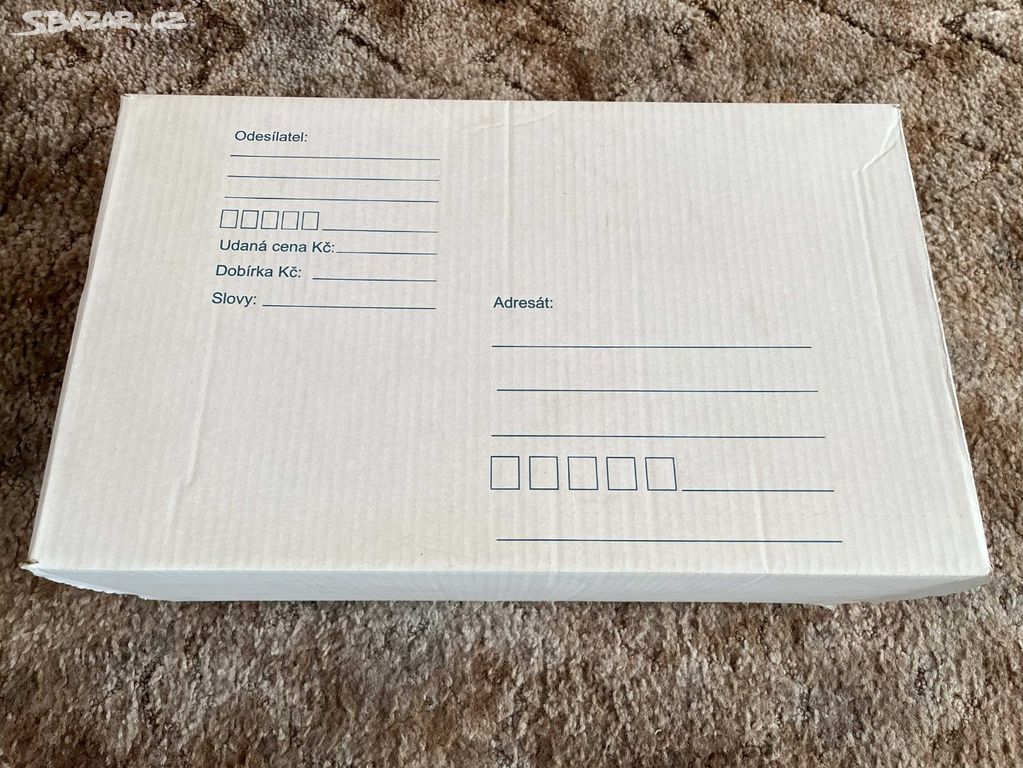 SBAZAR.CZ
Odesílatel:
Udaná cena Kč:
Dobírka Kč:
Slovy:
Adresát: